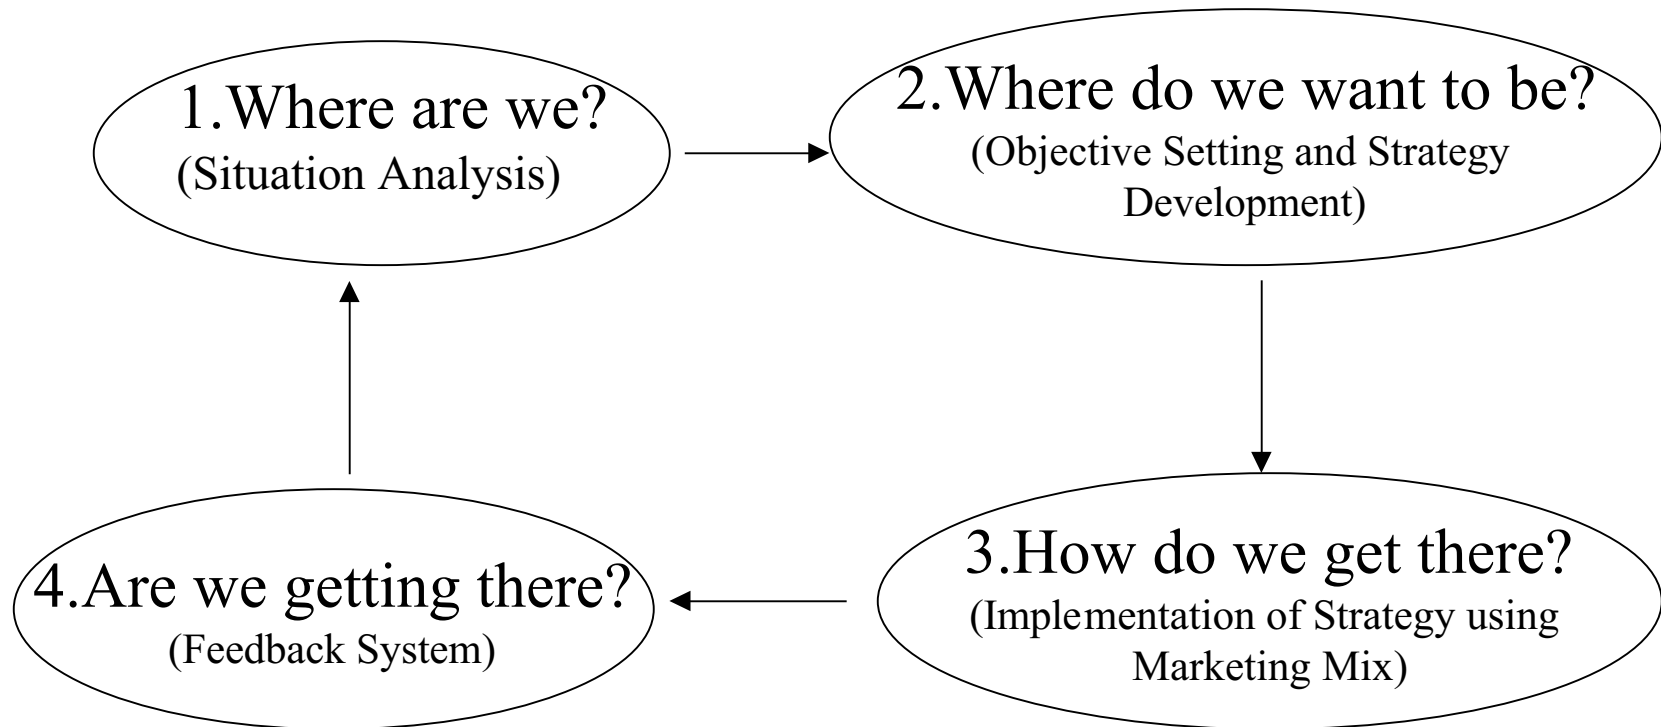 1.Where are we?
(Situation Analysis)
2.Where do we want to be?
(Objective Setting and Strategy
Development)
3.How do we get there?
(Implementation of Strategy using
Marketing Mix)
4.Are we getting there?
(Feedback System)